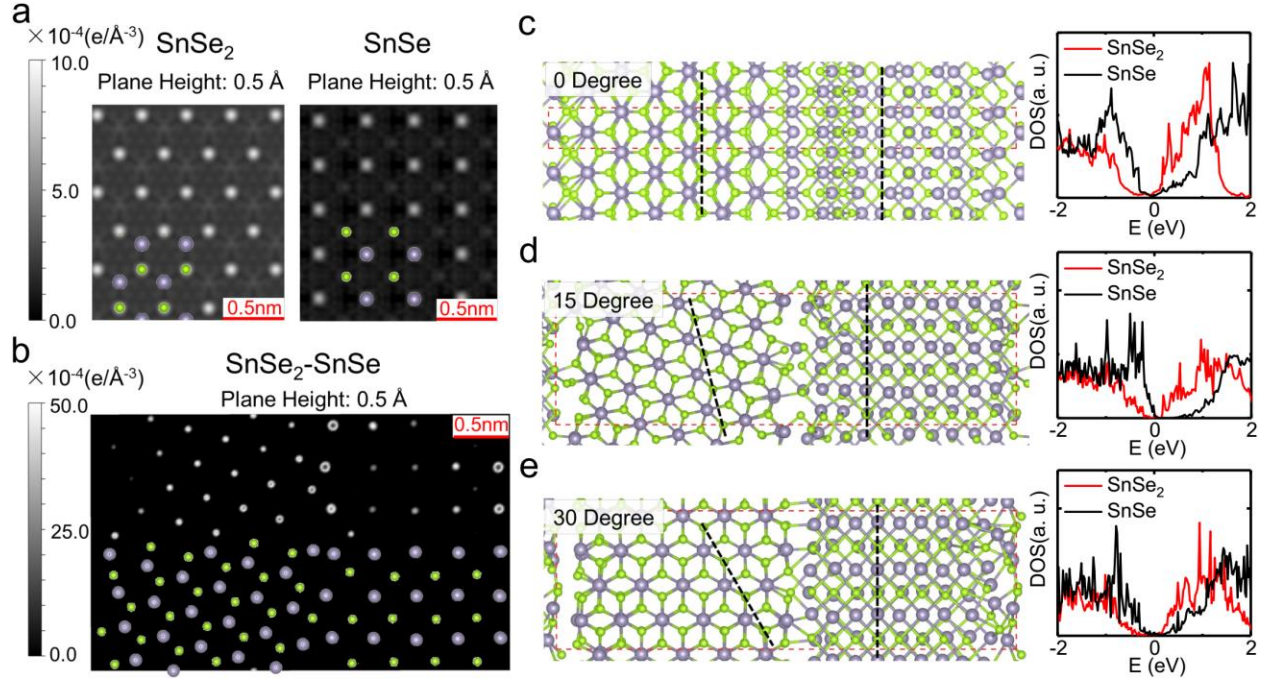 a
×10⁻⁴(e/Å⁻³)
SnSe₂
SnSe
Plane Height: 0.5 Å
Plane Height: 0.5 Å
10.0
5.0
0.0
0.5nm
0.5nm
b
SnSe₂-SnSe
×10⁻⁴(e/Å⁻³)
Plane Height: 0.5 Å
50.0
25.0
0.0
0.5nm
c
0 Degree
DOS(a. u.)
SnSe₂
SnSe
-2 0 2
E (eV)
d
15 Degree
DOS(a. u.)
SnSe₂
SnSe
-2 0 2
E (eV)
e
30 Degree
DOS(a. u.)
SnSe₂
SnSe
-2 0 2
E (eV)